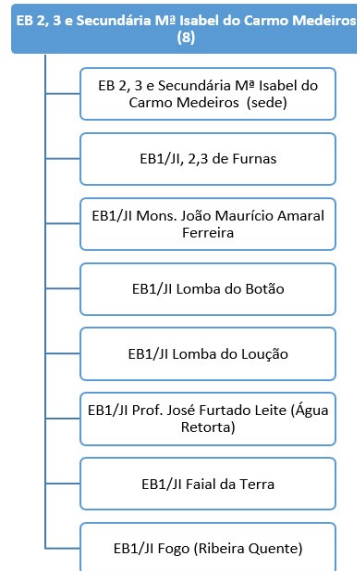 EB 2, 3 e Secundária Mª Isabel do Carmo Medeiros
(8)
EB 2, 3 e Secundária Mª Isabel do
Carmo Medeiros (sede)
EB1/JI, 2,3 de Furnas
EB1/JI Mons. João Maurício Amaral
Ferreira
EB1/JI Lomba do Botão
EB1/JI Lomba do Loução
EB1/JI Prof. José Furtado Leite (Água
Retorta)
EB1/JI Faial da Terra
EB1/JI Fogo (Ribeira Quente)